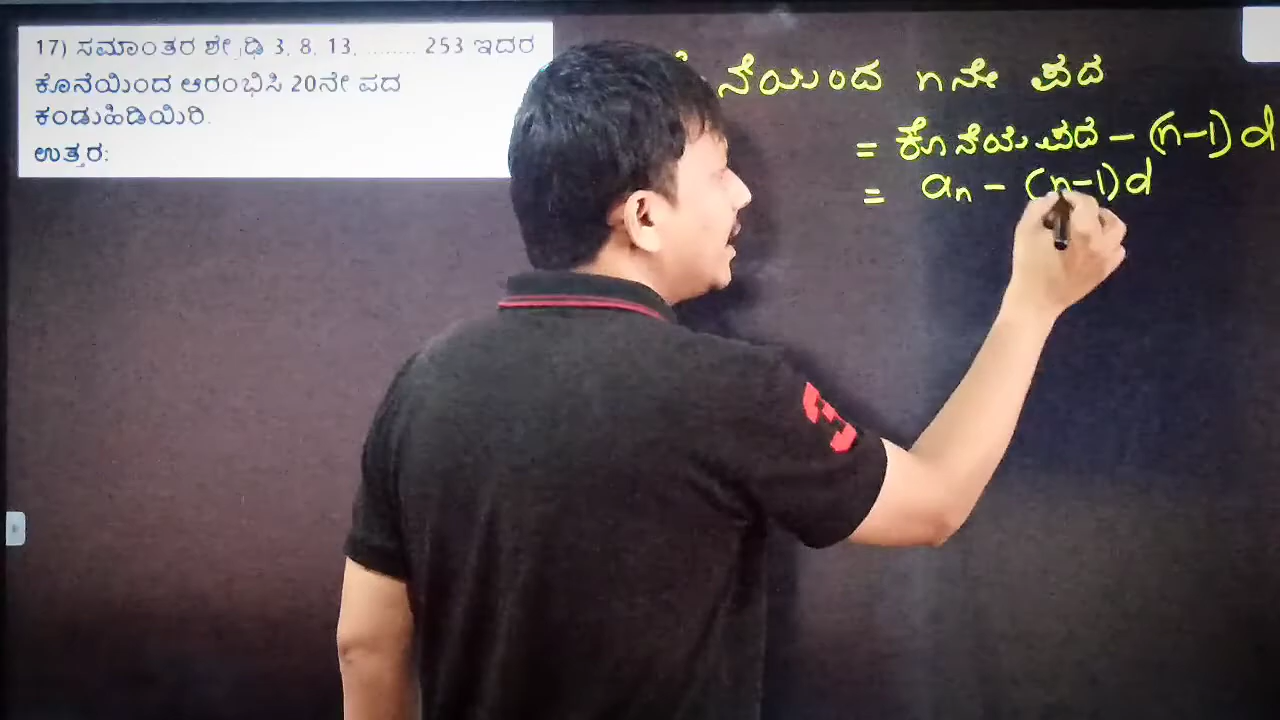 17) ಸಮಾಂತರ ಶ್ರೇಢಿ 3, 8, 13, ........ 253 ಇದರ
ಕೊನೆಯಿಂದ ಆರಂಭಿಸಿ 20ನೇ ಪದ
ಕಂಡುಹಿಡಿಯಿರಿ.
ಉತ್ತರ:
ನೆಯಿಂದ nನೇ ಪದ
= ಕೊನೆಯ ಪದ - (n-1) d
= an - (n-1) d